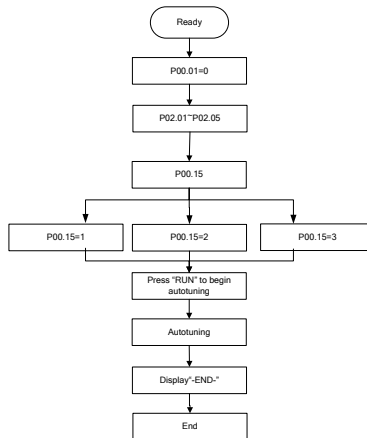 Ready
P00.01=0
P02.01~P02.05
P00.15
P00.15=1
P00.15=2
P00.15=3
Press “RUN” to begin
autotuning
Autotuning
Display“-END-”
End